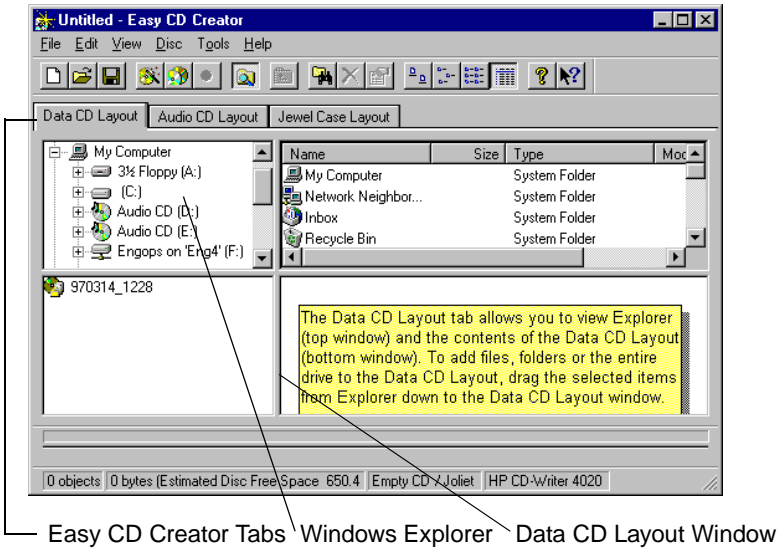 Untitled - Easy CD Creator
File Edit View Disc Tools Help
Data CD Layout Audio CD Layout Jewel Case Layout
My Computer
3½ Floppy (A:)
(C:)
Audio CD (D:)
Audio CD (E:)
Engops on 'Eng4' (F:)
Name Size Type Moc
My Computer System Folder
Network Neighbor... System Folder
Inbox System Folder
Recycle Bin System Folder
970314_1228
The Data CD Layout tab allows you to view Explorer
(top window) and the contents of the Data CD Layout
(bottom window). To add files, folders or the entire
drive to the Data CD Layout, drag the selected items
from Explorer down to the Data CD Layout window.
0 objects 0 bytes (Estimated Disc Free Space 650.4 Empty CD / Joliet HP CD-Writer 4020
Easy CD Creator Tabs Windows Explorer Data CD Layout Window